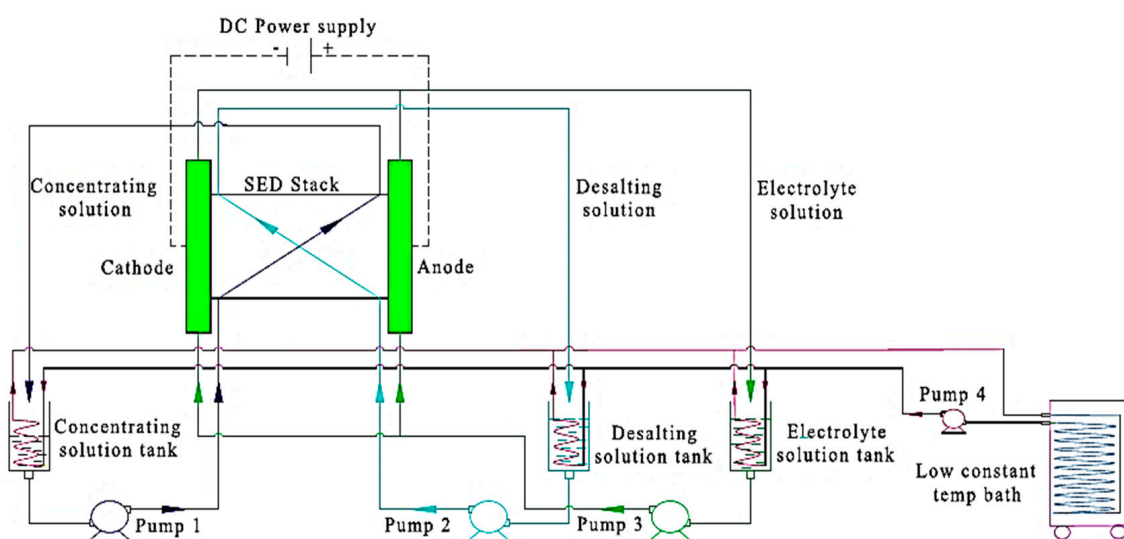 DC Power supply
- +
Concentrating
solution
SED Stack
Desalting
solution
Electrolyte
solution
Cathode
Anode
Pump 4
Concentrating
solution tank
Desalting
solution tank
Electrolyte
solution tank
Low constant
temp bath
Pump 1
Pump 2
Pump 3